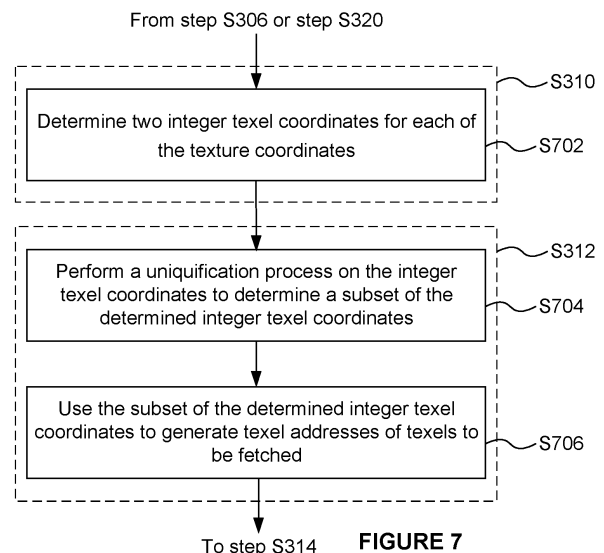 From step S306 or step S320
S310
Determine two integer texel coordinates for each of
the texture coordinates
S702
S312
Perform a uniquification process on the integer
texel coordinates to determine a subset of the
determined integer texel coordinates
S704
Use the subset of the determined integer texel
coordinates to generate texel addresses of texels to
be fetched
S706
To step S314
FIGURE 7